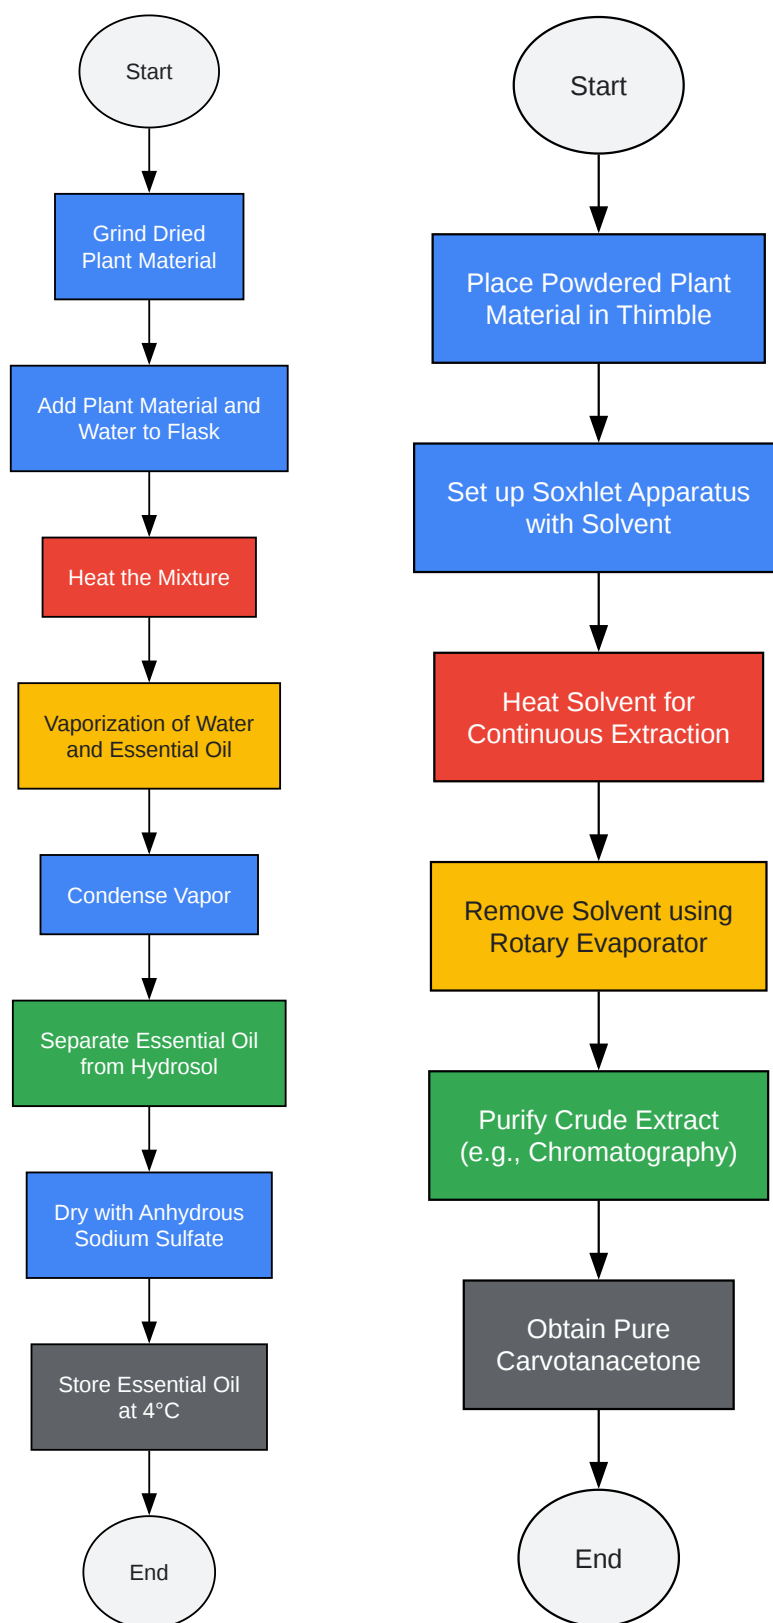 Start
Grind Dried
Plant Material
Add Plant Material and
Water to Flask
Heat the Mixture
Vaporization of Water
and Essential Oil
Condense Vapor
Separate Essential Oil
from Hydrosol
Dry with Anhydrous
Sodium Sulfate
Store Essential Oil
at 4°C
End
Start
Place Powdered Plant
Material in Thimble
Set up Soxhlet Apparatus
with Solvent
Heat Solvent for
Continuous Extraction
Remove Solvent using
Rotary Evaporator
Purify Crude Extract
(e.g., Chromatography)
Obtain Pure
Carvotanacetone
End